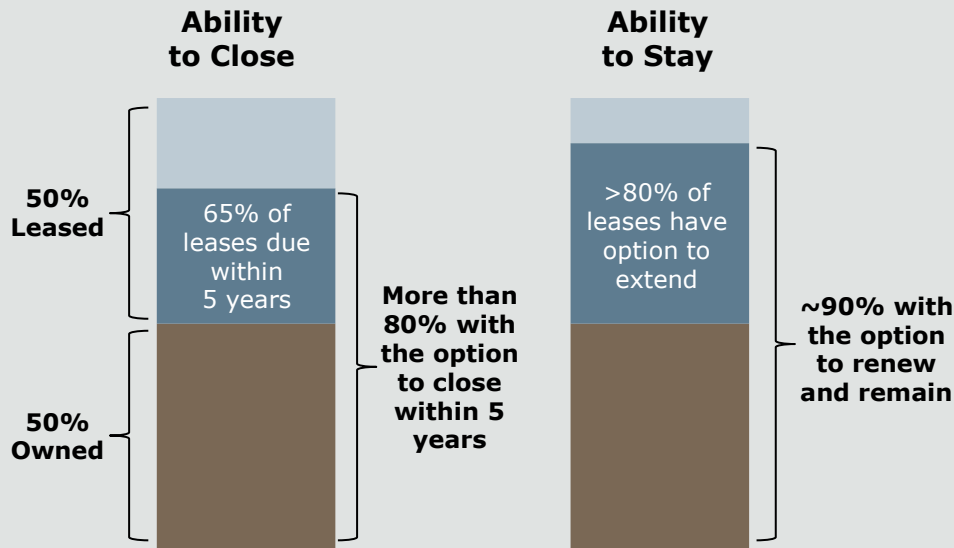 Ability
to Close
Ability
to Stay
50%
Leased
65% of
leases due
within
5 years
50%
Owned
More than
80% with
the option
to close
within 5
years
>80% of
leases have
option to
extend
~90% with
the option
to renew
and remain